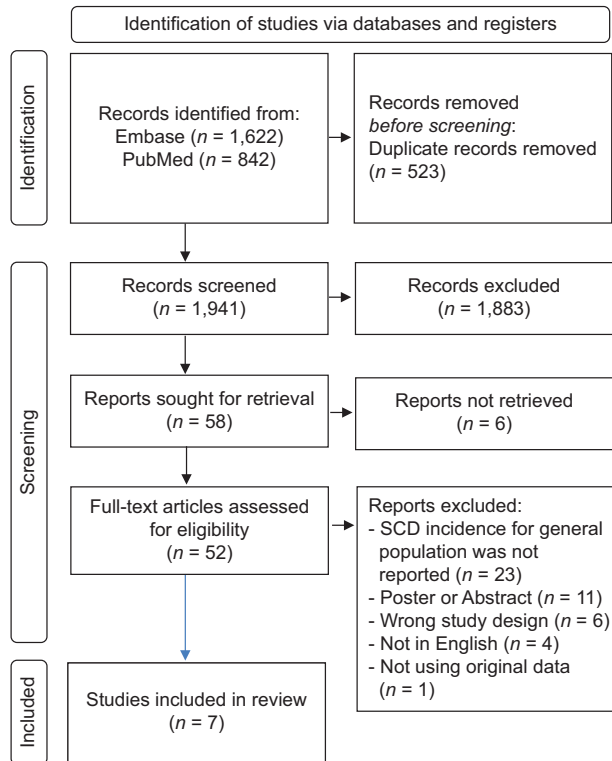 Identification of studies via databases and registers
Identification
Records identified from:
Embase (n = 1,622)
PubMed (n = 842)
Records removed
before screening:
Duplicate records removed
(n = 523)
Screening
Records screened
(n = 1,941)
Records excluded
(n = 1,883)
Reports sought for retrieval
(n = 58)
Reports not retrieved
(n = 6)
Full-text articles assessed
for eligibility
(n = 52)
Reports excluded:
- SCD incidence for general
population was not
reported (n = 23)
- Poster or Abstract (n = 11)
- Wrong study design (n = 6)
- Not in English (n = 4)
- Not using original data
(n = 1)
Included
Studies included in review
(n = 7)